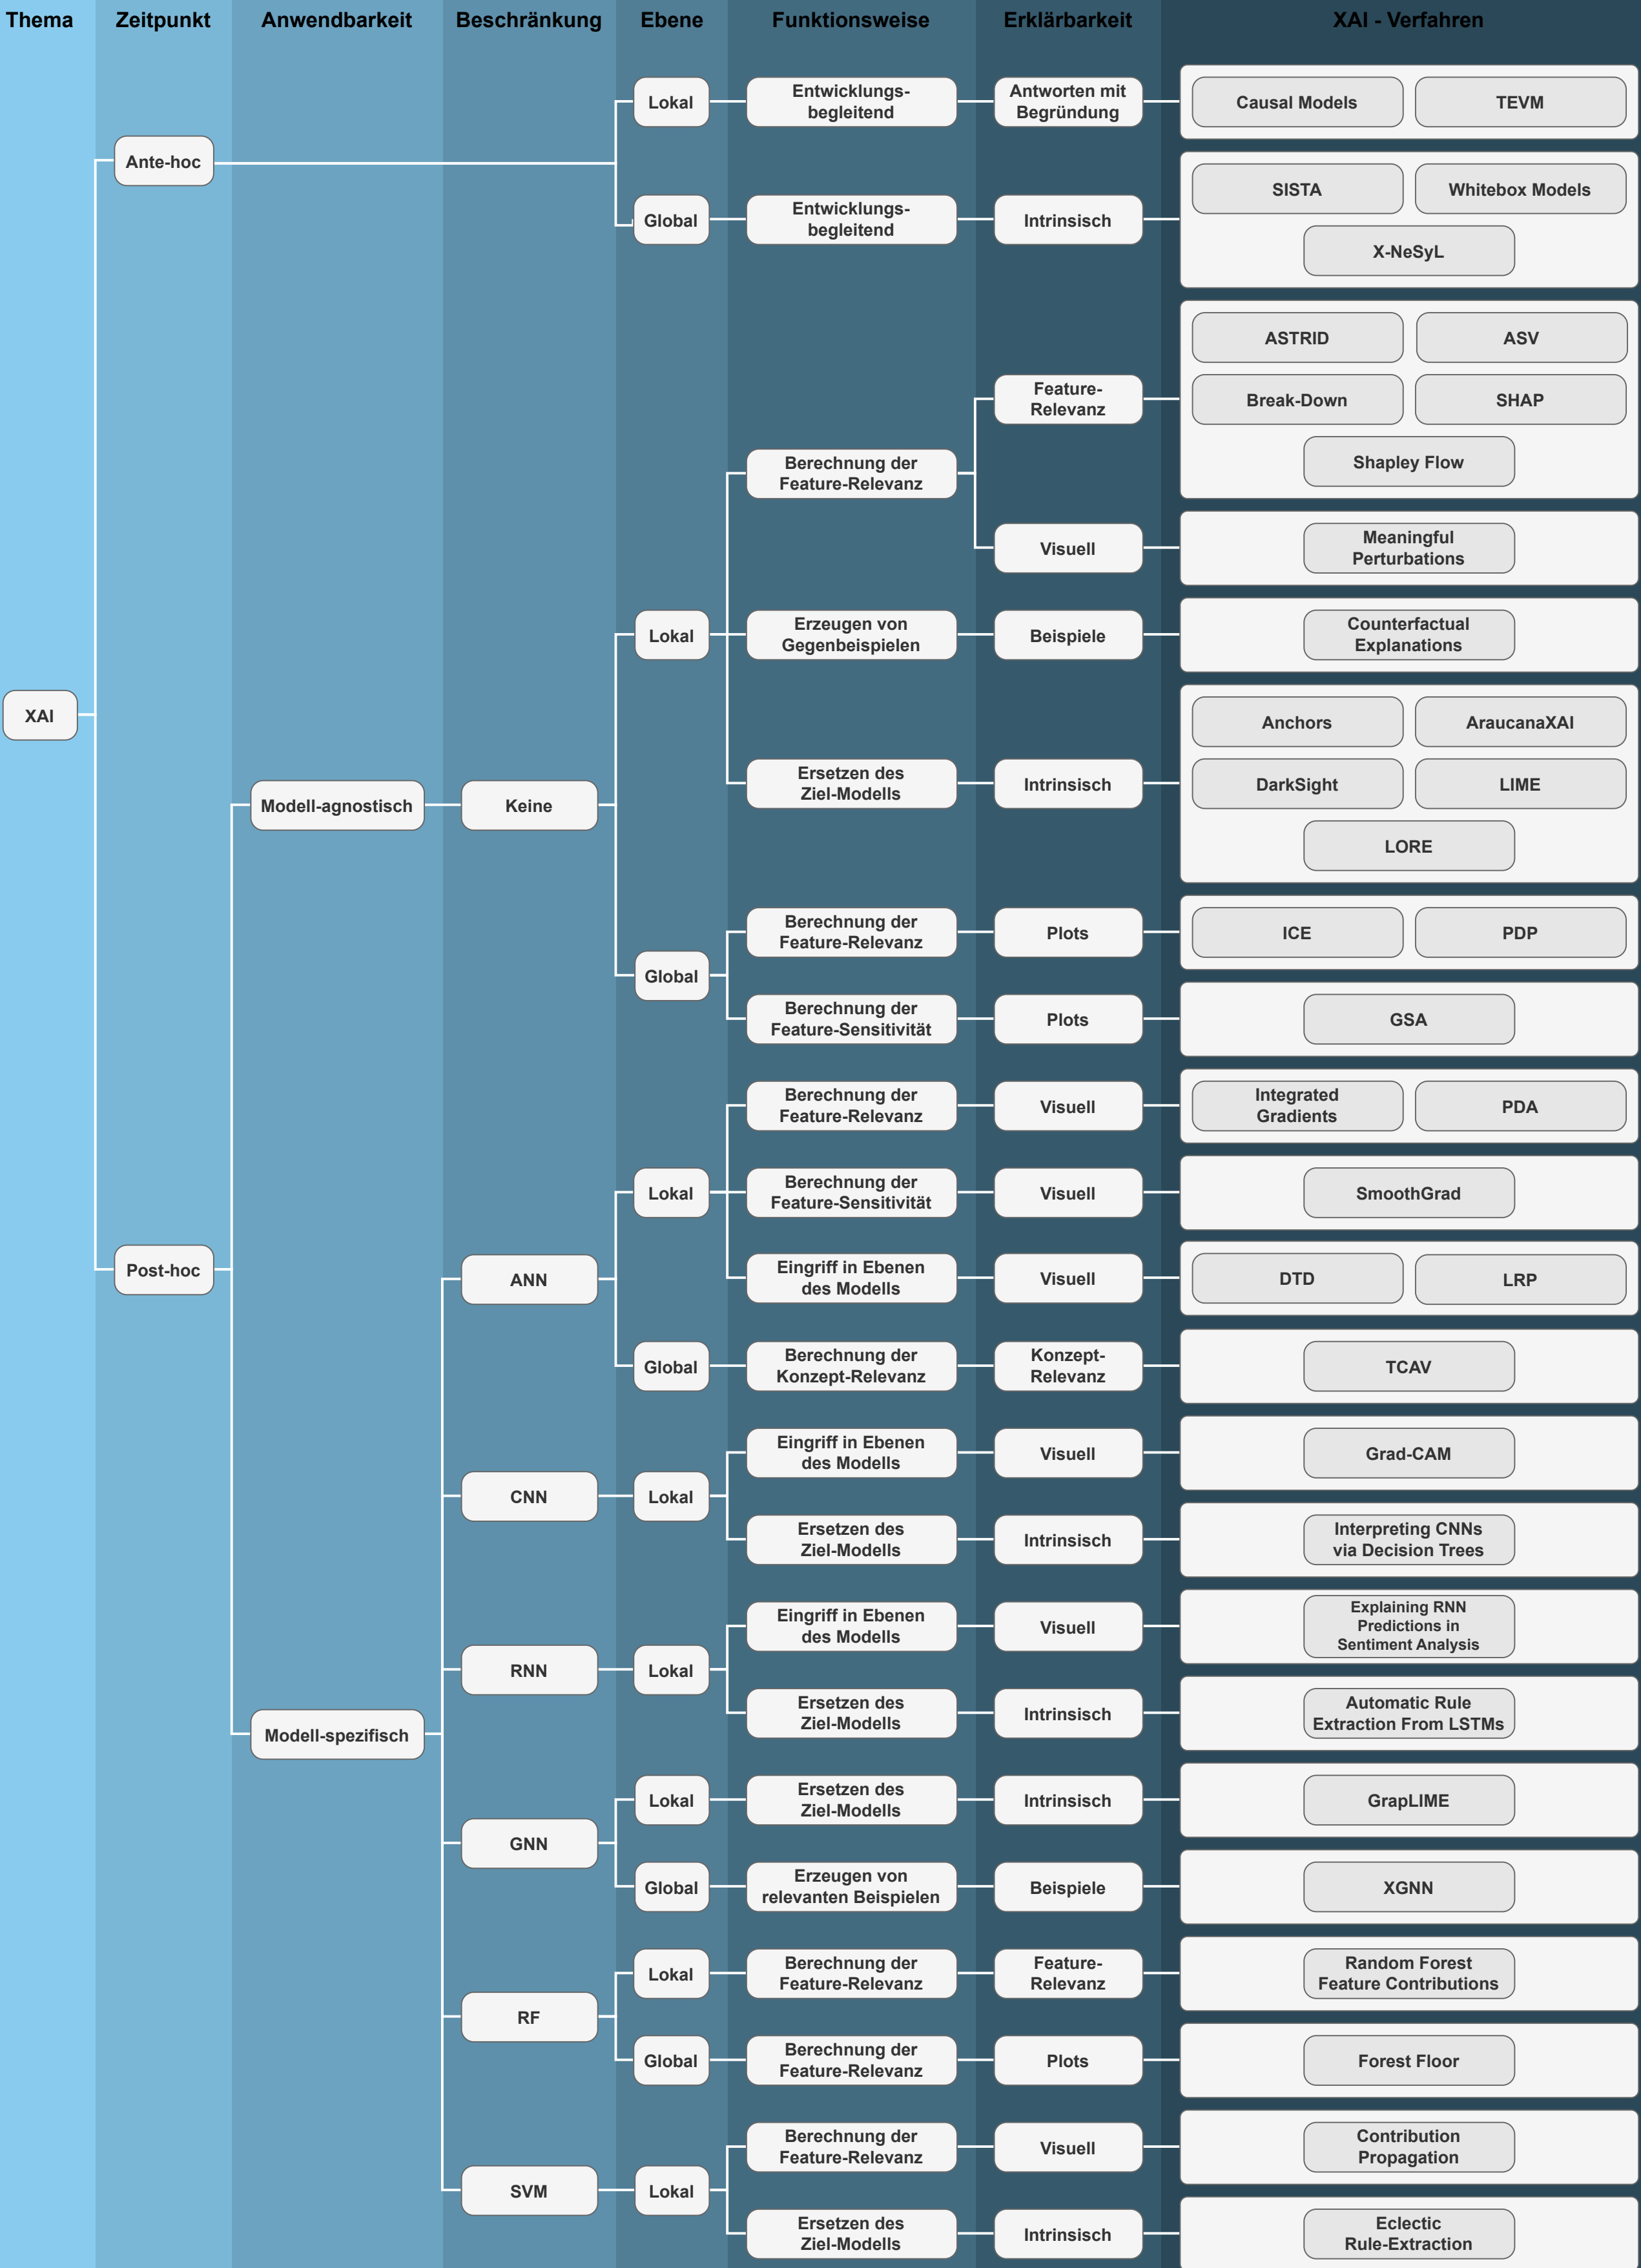 Thema
Zeitpunkt
Anwendbarkeit
Beschränkung
Ebene
Funktionsweise
Erklärbarkeit
XAI - Verfahren
XAI
Ante-hoc
Lokal
Entwicklungs-
begleitend
Antworten mit
Begründung
Causal Models
TEVM
Global
Entwicklungs-
begleitend
Intrinsisch
SISTA
Whitebox Models
X-NeSyL
Post-hoc
Modell-agnostisch
Keine
Lokal
Berechnung der
Feature-Relevanz
Feature-
Relevanz
ASTRID
ASV
Break-Down
SHAP
Shapley Flow
Visuell
Meaningful
Perturbations
Erzeugen von
Gegenbeispielen
Beispiele
Counterfactual
Explanations
Ersetzen des
Ziel-Modells
Intrinsisch
Anchors
AraucanaXAI
DarkSight
LIME
LORE
Global
Berechnung der
Feature-Relevanz
Plots
ICE
PDP
Berechnung der
Feature-Sensitivität
Plots
GSA
Modell-spezifisch
ANN
Lokal
Berechnung der
Feature-Relevanz
Visuell
Integrated
Gradients
PDA
Berechnung der
Feature-Sensitivität
Visuell
SmoothGrad
Eingriff in Ebenen
des Modells
Visuell
DTD
LRP
Global
Berechnung der
Konzept-Relevanz
Konzept-
Relevanz
TCAV
CNN
Lokal
Eingriff in Ebenen
des Modells
Visuell
Grad-CAM
Ersetzen des
Ziel-Modells
Intrinsisch
Interpreting CNNs
via Decision Trees
RNN
Lokal
Eingriff in Ebenen
des Modells
Visuell
Explaining RNN
Predictions in
Sentiment Analysis
Ersetzen des
Ziel-Modells
Intrinsisch
Automatic Rule
Extraction From LSTMs
GNN
Lokal
Ersetzen des
Ziel-Modells
Intrinsisch
GrapLIME
Global
Erzeugen von
relevanten Beispielen
Beispiele
XGNN
RF
Lokal
Berechnung der
Feature-Relevanz
Feature-
Relevanz
Random Forest
Feature Contributions
Global
Berechnung der
Feature-Relevanz
Plots
Forest Floor
SVM
Lokal
Berechnung der
Feature-Relevanz
Visuell
Contribution
Propagation
Ersetzen des
Ziel-Modells
Intrinsisch
Eclectic
Rule-Extraction